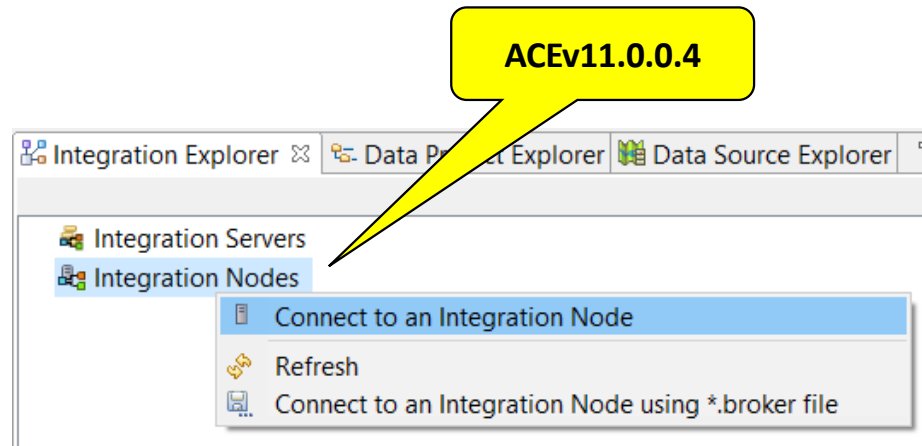 ACEv11.0.0.4
Integration Explorer Data Project Explorer Data Source Explorer
Integration Servers
Integration Nodes
Connect to an Integration Node
Refresh
Connect to an Integration Node using *.broker file